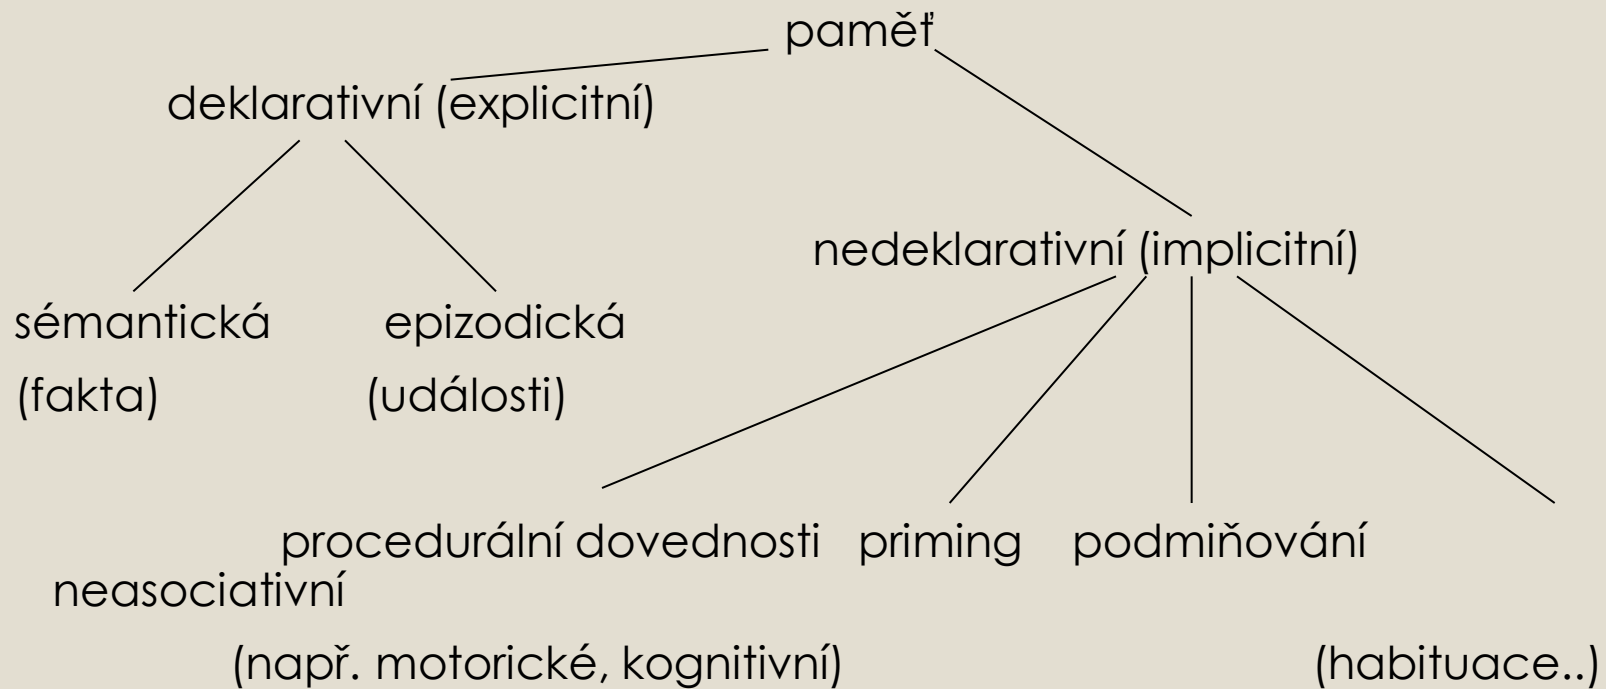 paměť
deklarativní (explicitní)
nedeklarativní (implicitní)
sémantická epizodická
(fakta) (události)
procedurální dovednosti priming podmiňování
neasociativní
(např. motorické, kognitivní) (habituace..)